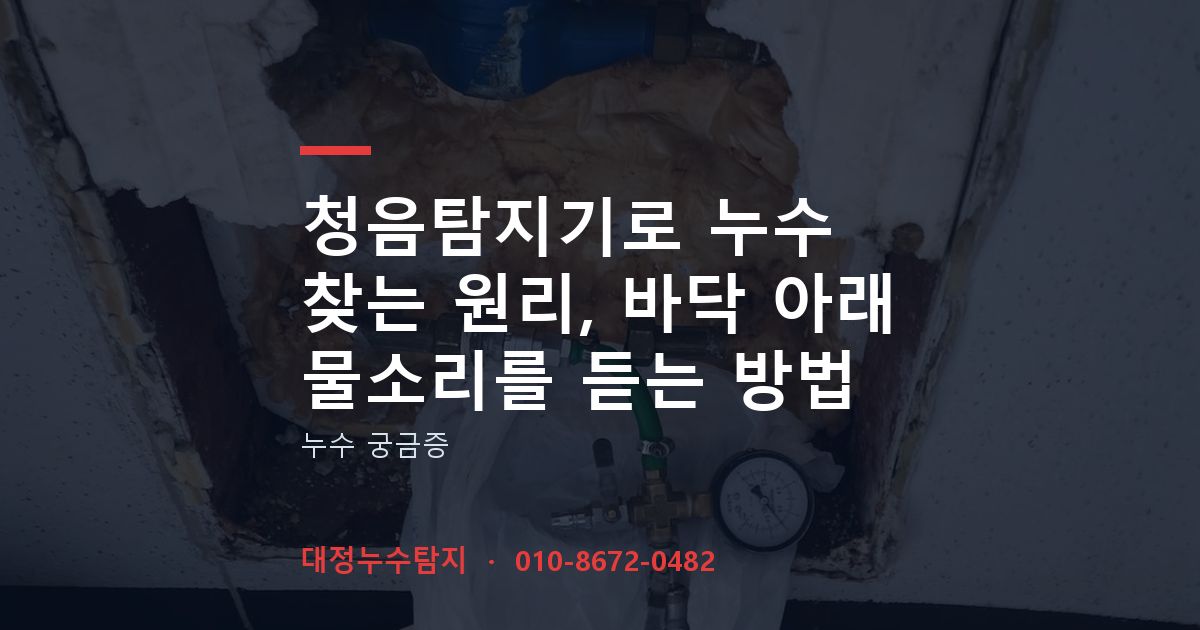 청음탐지기로 누수
찾는 원리, 바닥 아래
물소리를 듣는 방법
누수 궁금증
대정누수탐지 · 010-8672-0482